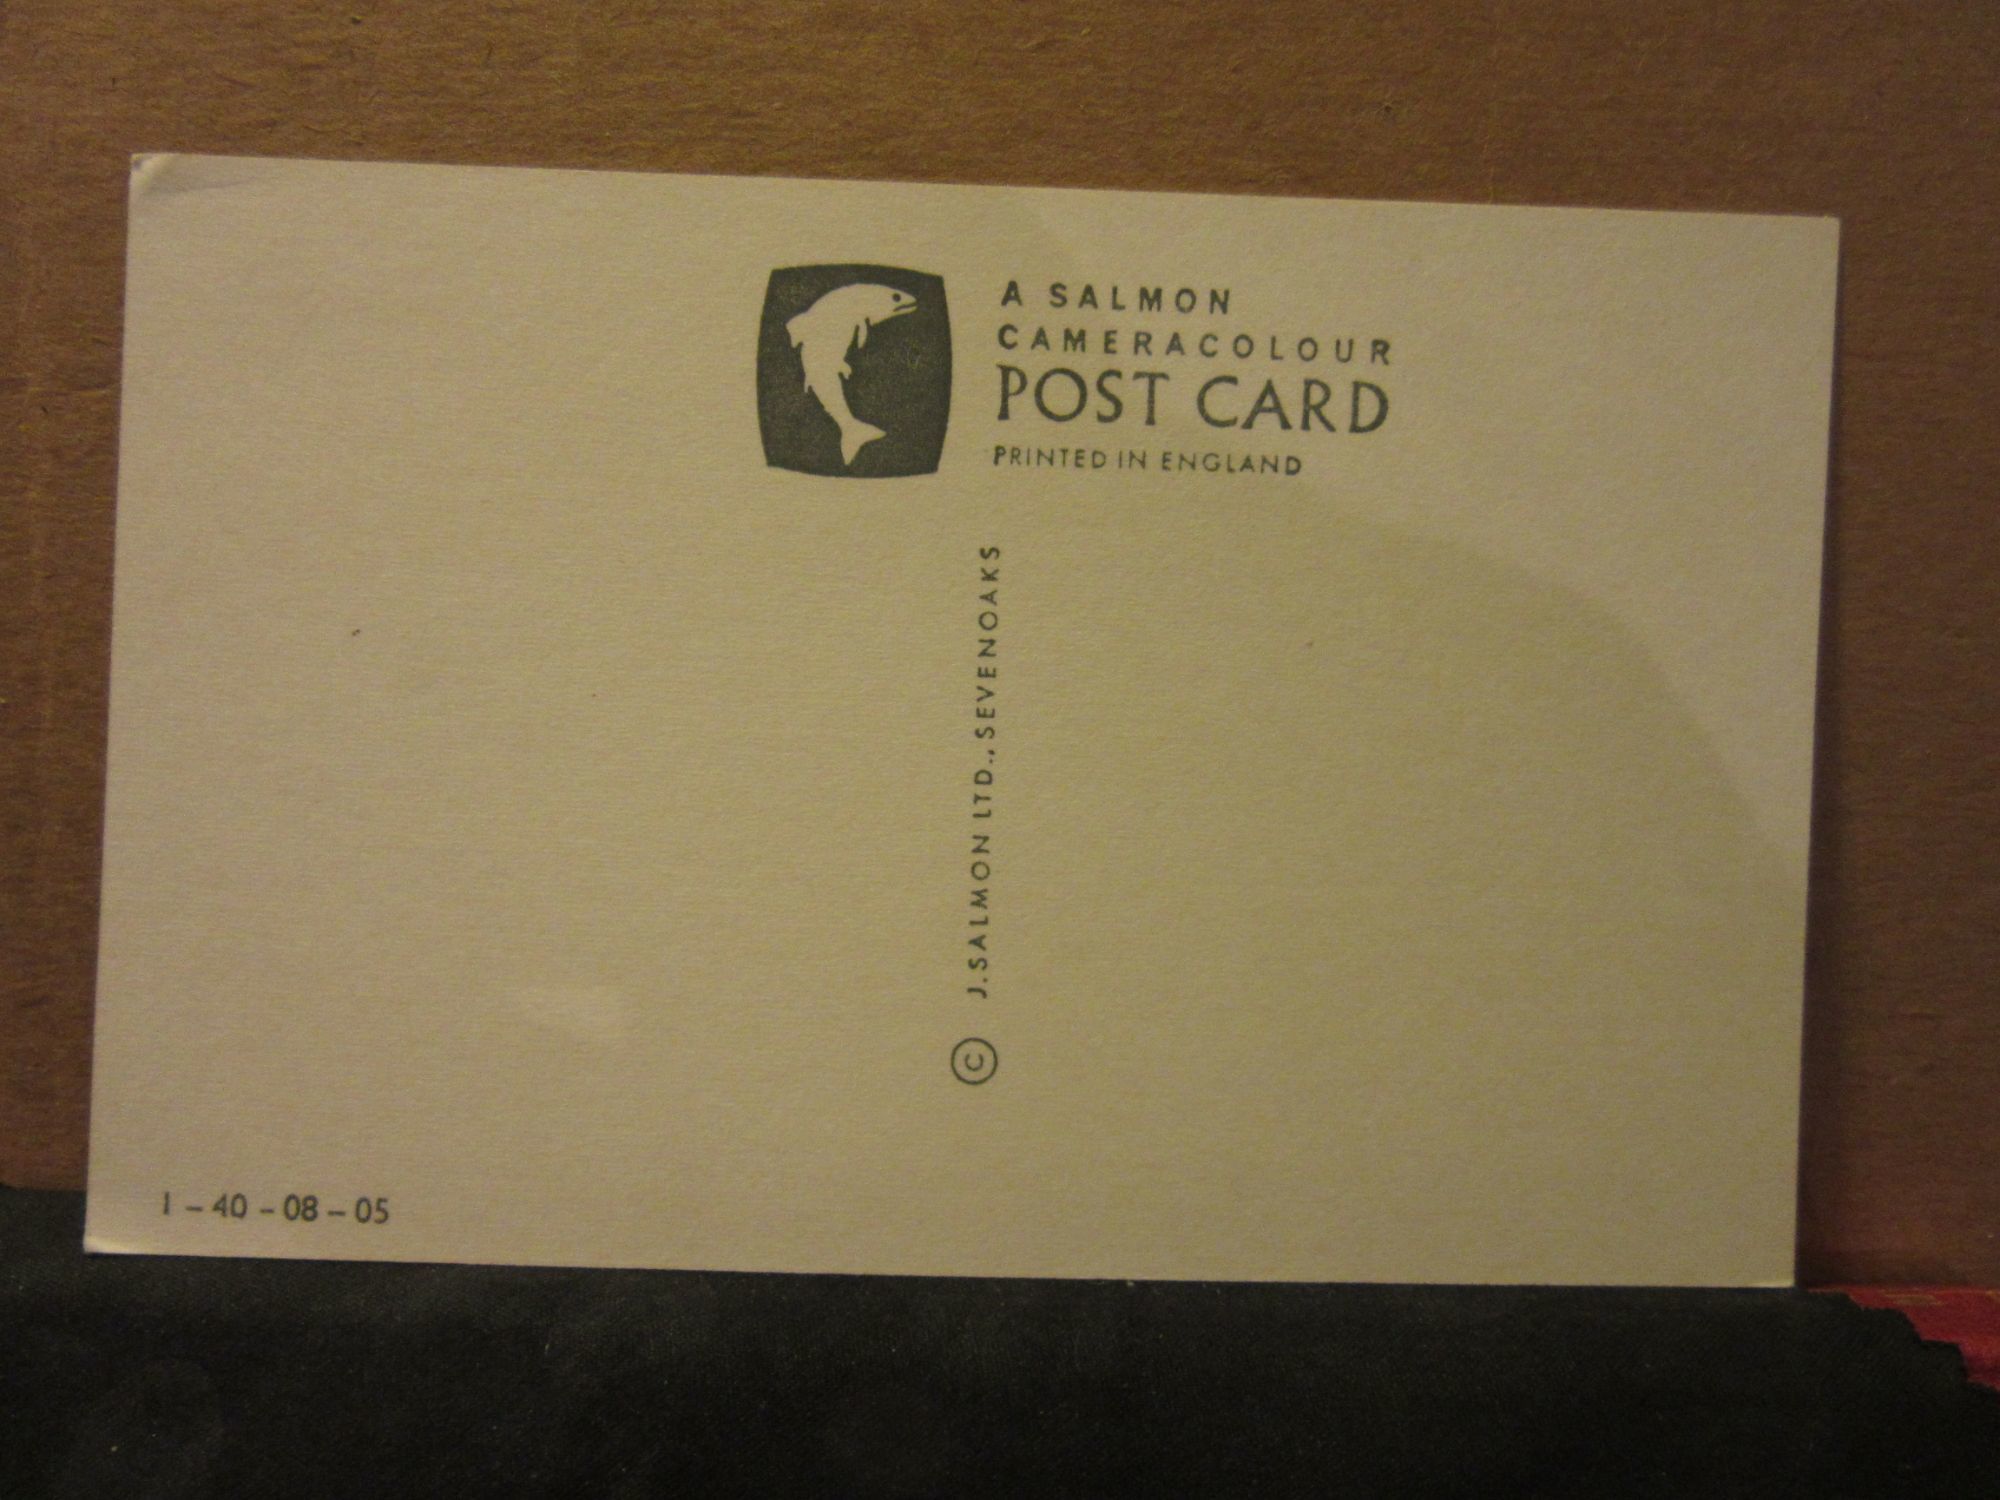 A SALMON
CAMERACOLOUR
POST CARD
PRINTED IN ENGLAND
© J. SALMON LTD., SEVENOAKS
1 – 40 – 08 – 05